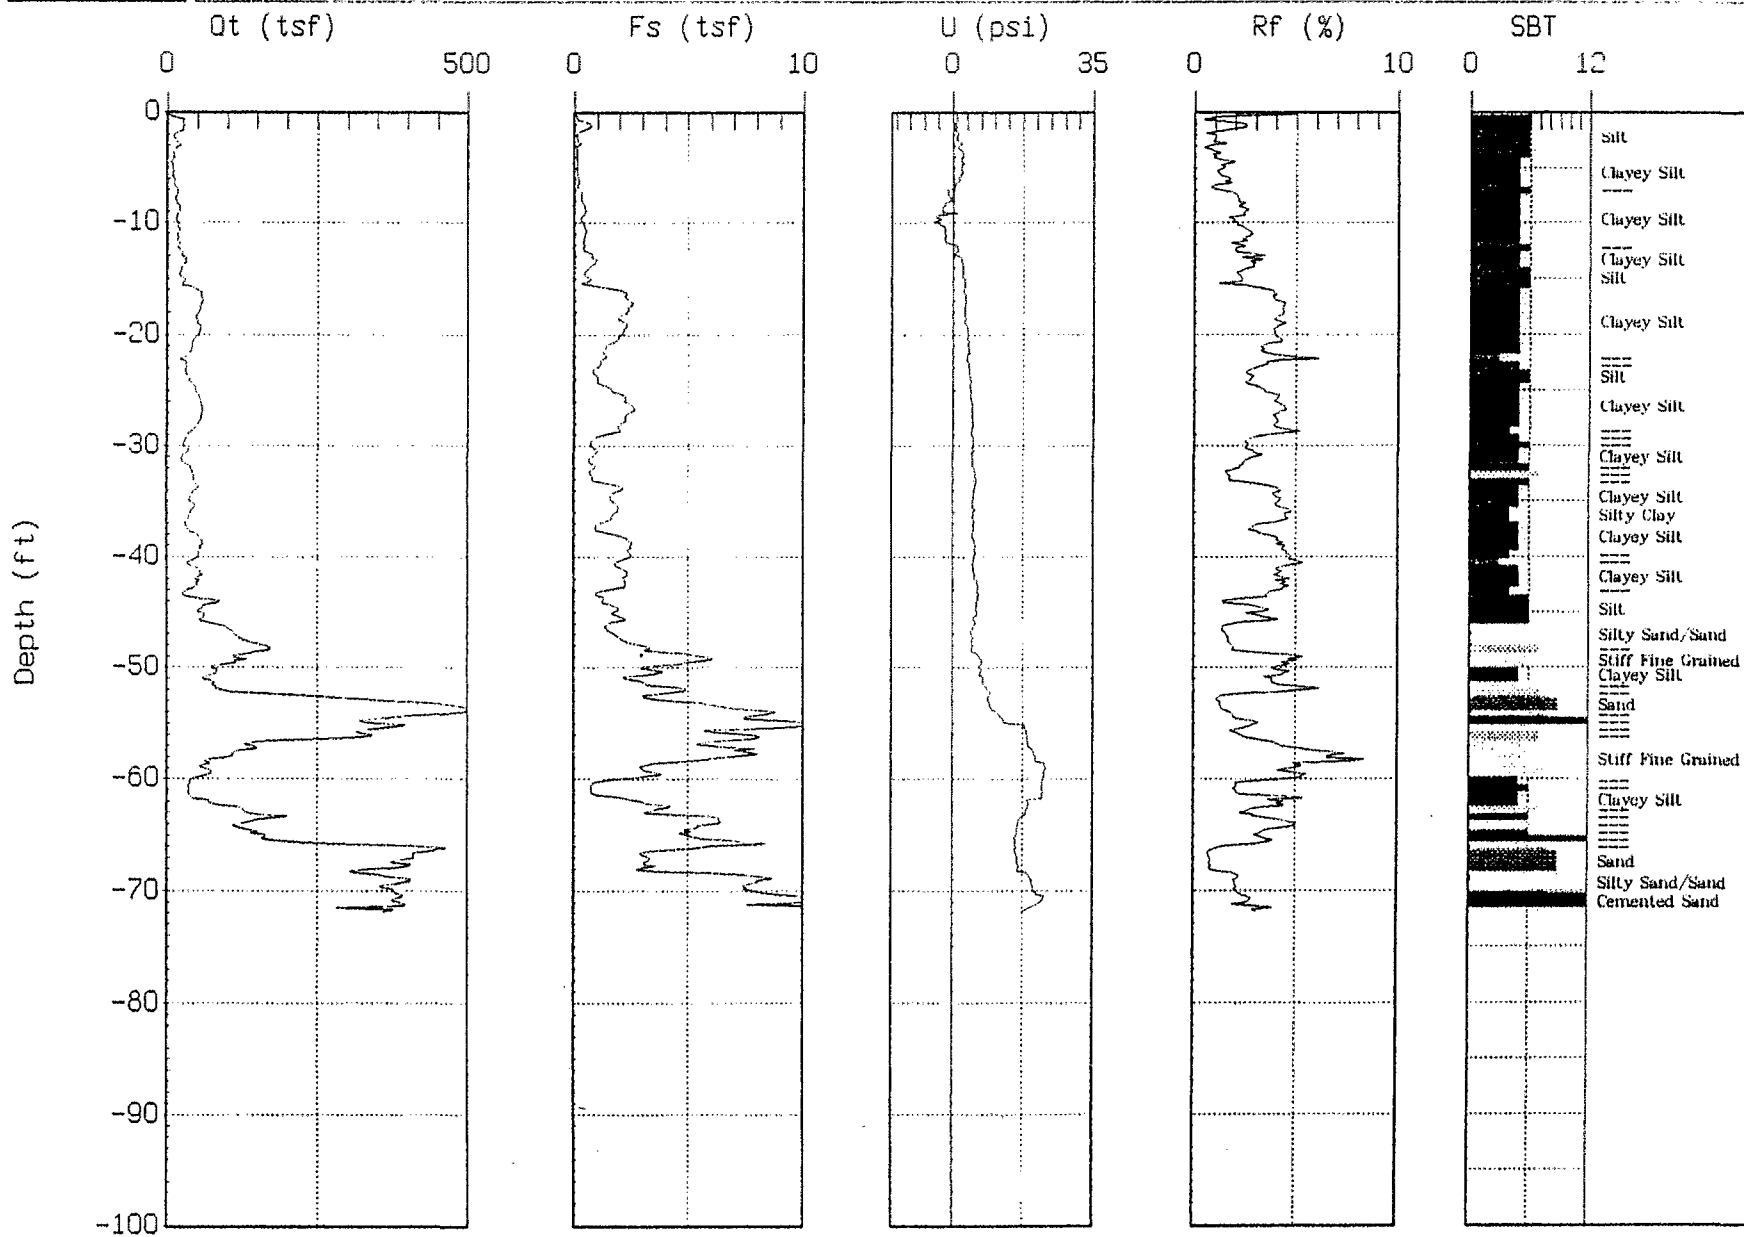 Qt (tsf) Fs (tsf) U (psi) Rf (%) SBT
0 500 0 10 0 35 0 10 0 12
0
-10
-20
-30
-40
-50
-60
-70
-80
-90
-100
Depth (ft)
Silt
Clayey Silt
Clayey Silt
Clayey Silt
Silt
Clayey Silt
Silt
Clayey Silt
Clayey Silt
Clayey Silt
Silty Clay
Clayey Silt
Clayey Silt
Silt
Silty Sand/Sand
Stiff Fine Grained
Clayey Silt
Sand
Stiff Fine Grained
Clayey Silt
Sand
Silty Sand/Sand
Cemented Sand